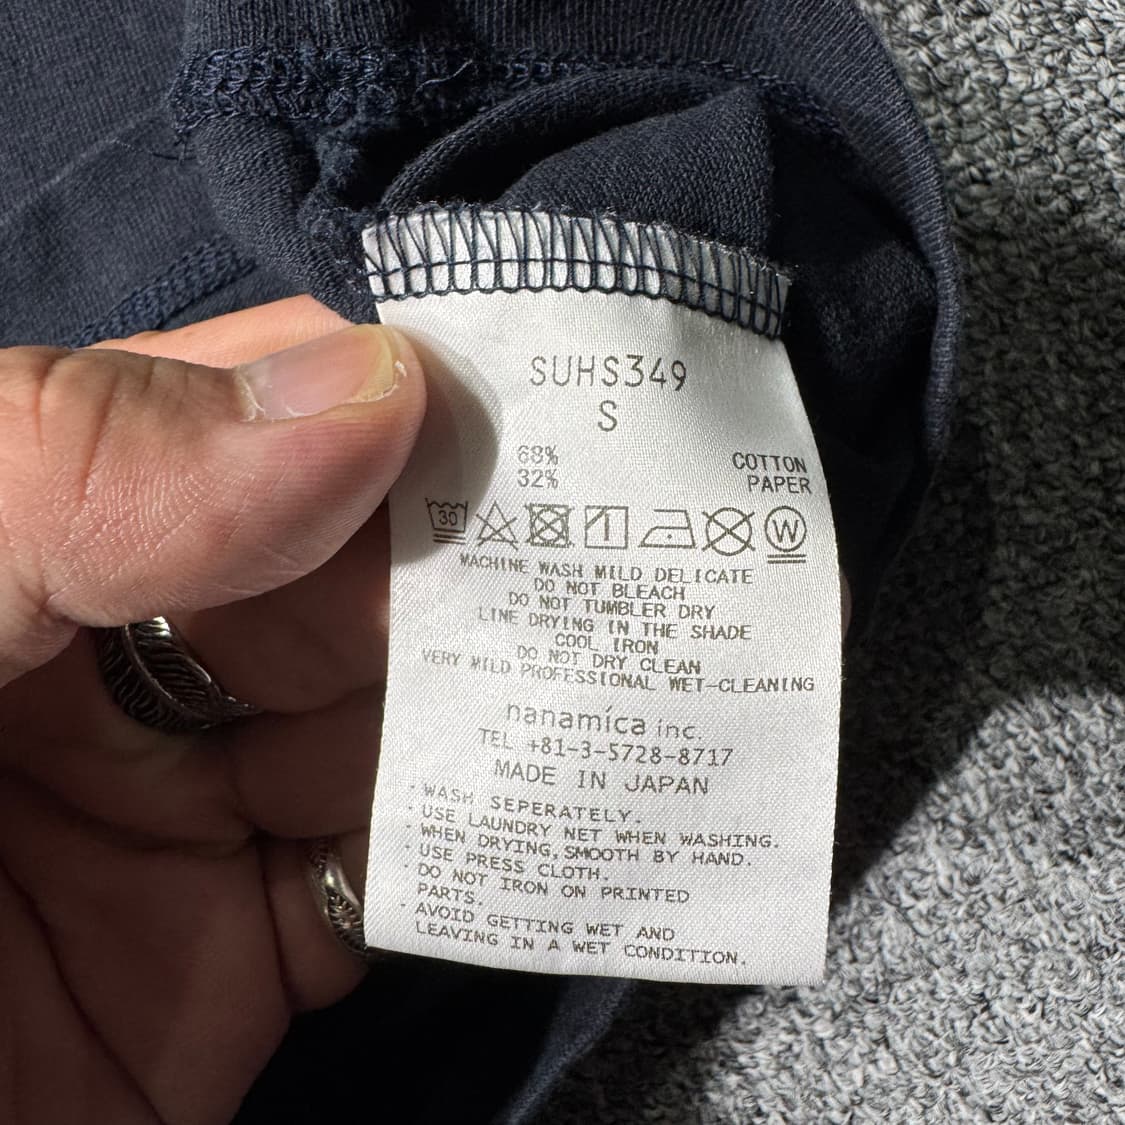 SUHS349
S
68% COTTON
32% PAPER
30 W
MACHINE WASH MILD DELICATE
DO NOT BLEACH
DO NOT TUMBLER DRY
LINE DRYING IN THE SHADE
COOL IRON
DO NOT DRY CLEAN
VERY MILD PROFESSIONAL WET-CLEANING
nanamica inc.
TEL +81-3-5728-8717
MADE IN JAPAN
・WASH SEPERATELY.
・USE LAUNDRY NET WHEN WASHING.
・WHEN DRYING,SMOOTH BY HAND.
・USE PRESS CLOTH.
・DO NOT IRON ON PRINTED
PARTS.
・AVOID GETTING WET AND
LEAVING IN A WET CONDITION.